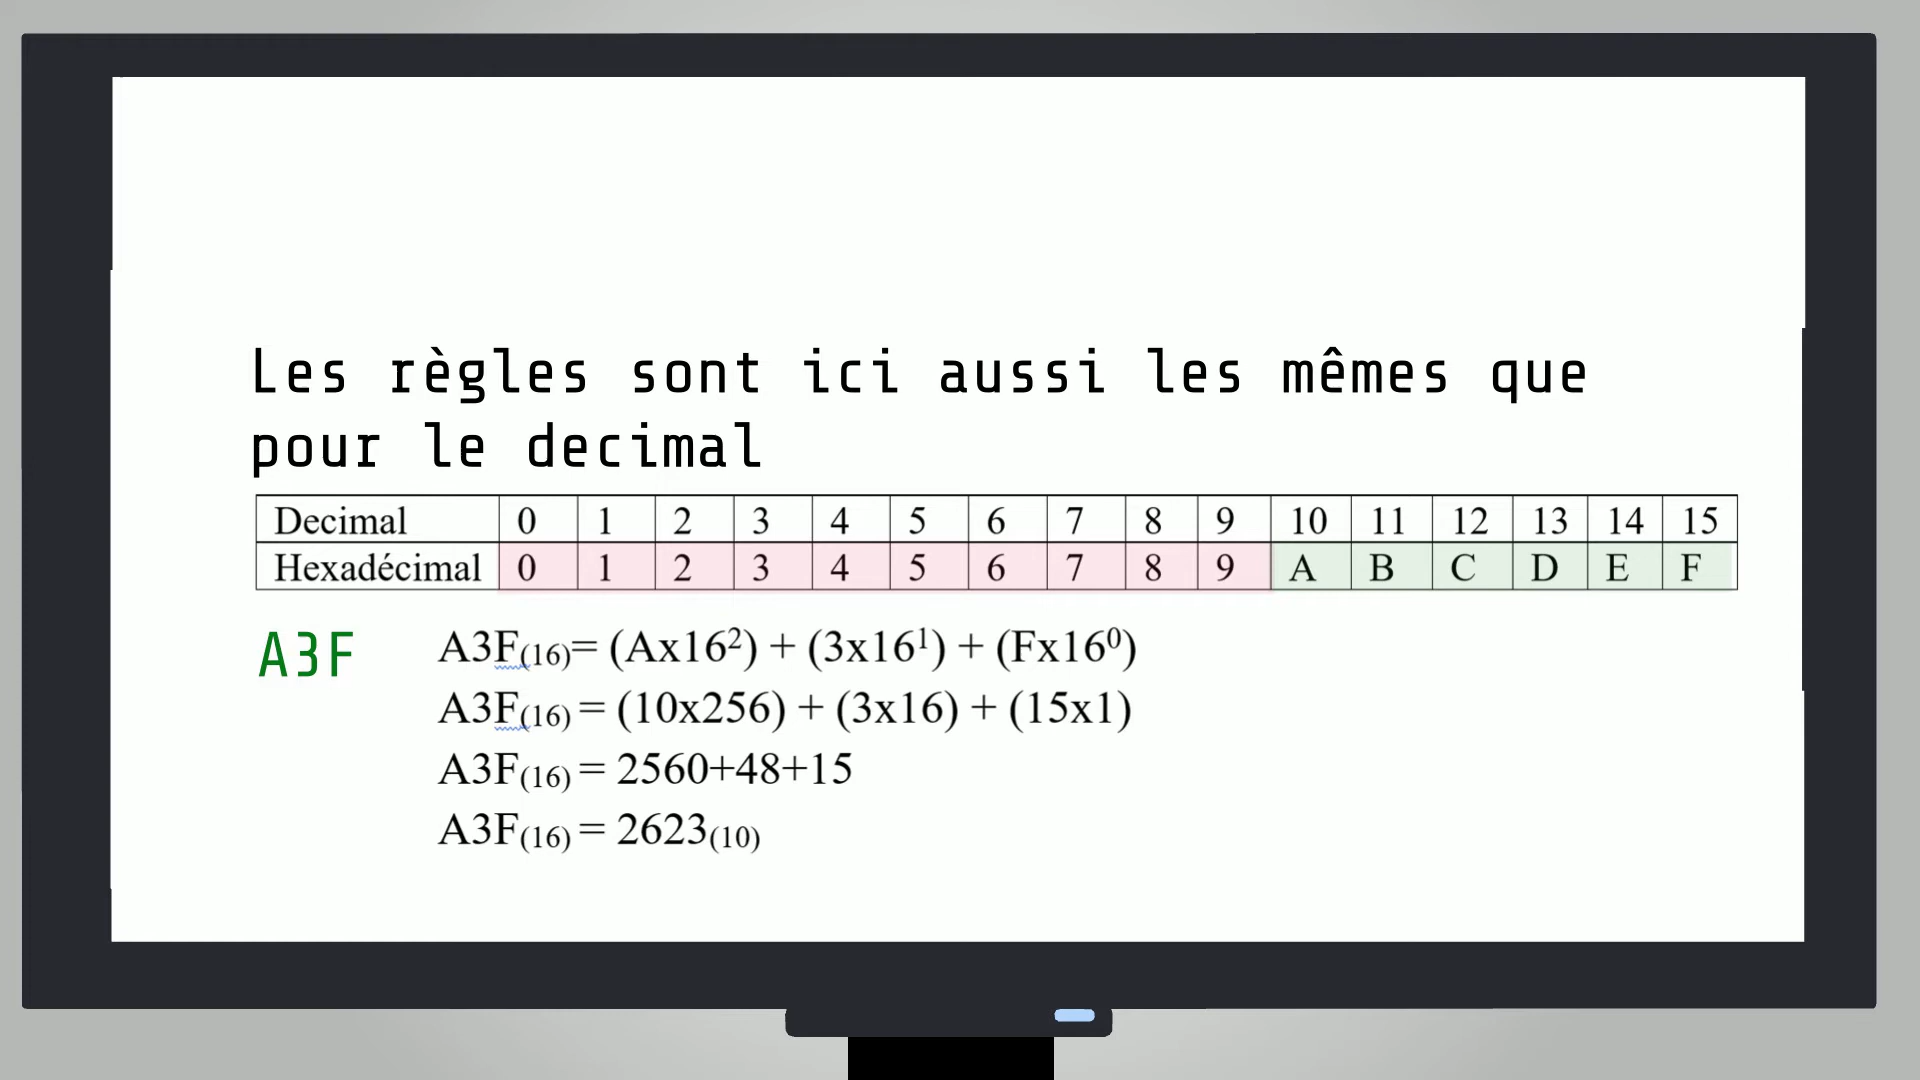 Les règles sont ici aussi les mêmes que
pour le decimal
Decimal 0 1 2 3 4 5 6 7 8 9 10 11 12 13 14 15
Hexadécimal 0 1 2 3 4 5 6 7 8 9 A B C D E F
A3F A3F(16)= (Ax16²) + (3x16¹) + (Fx16⁰)
A3F(16) = (10x256) + (3x16) + (15x1)
A3F(16) = 2560+48+15
A3F(16) = 2623(10)